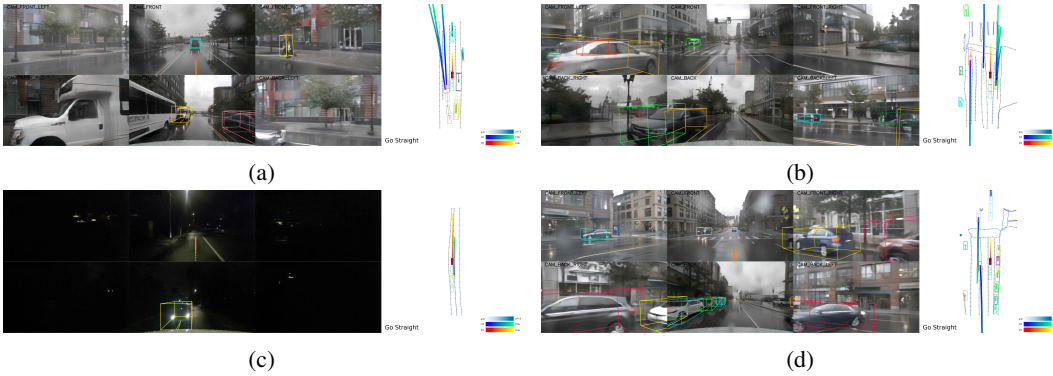 CAM_FRONT_LEFT CAM_FRONT CAM_FRONT_RIGHT
CAM_BACK_LEFT
Go Straight
(a)
CAM_FRONT_LEFT CAM_FRONT CAM_FRONT_RIGHT
CAM_BACK_RIGHT CAM_BACK CAM_BACK_LEFT
Go Straight
(b)
Go Straight
(c)
CAM_FRONT_LEFT CAM_FRONT CAM_FRONT_RIGHT
CAM_BACK_RIGHT CAM_BACK_LEFT
Go Straight
(d)